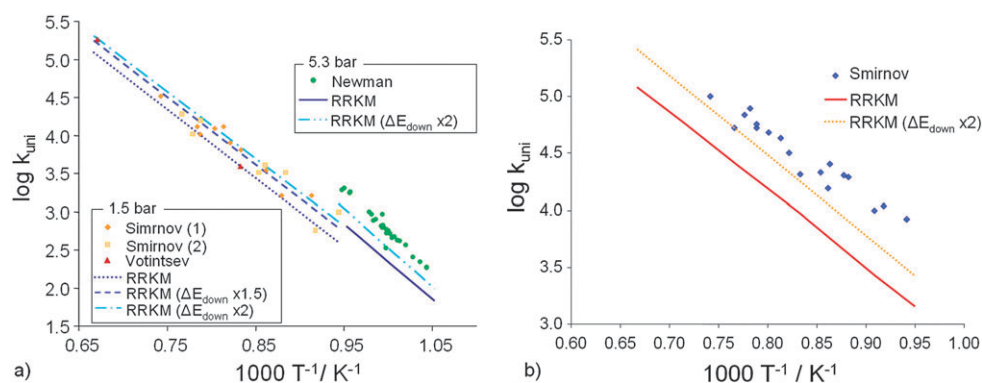 a)
log k_uni
5.5
5.0
4.5
4.0
3.5
3.0
2.5
2.0
1.5
0.65 0.75 0.85 0.95 1.05
1000 T⁻¹/ K⁻¹
5.3 bar
Newman
RRKM
RRKM (ΔE_down x2)
1.5 bar
Simrnov (1)
Smirnov (2)
Votintsev
RRKM
RRKM (ΔE_down x1.5)
RRKM (ΔE_down x2)
b)
log k_uni
5.5
5.0
4.5
4.0
3.5
3.0
0.60 0.65 0.70 0.75 0.80 0.85 0.90 0.95 1.00
1000 T⁻¹/ K⁻¹
Smirnov
RRKM
RRKM (ΔE_down x2)